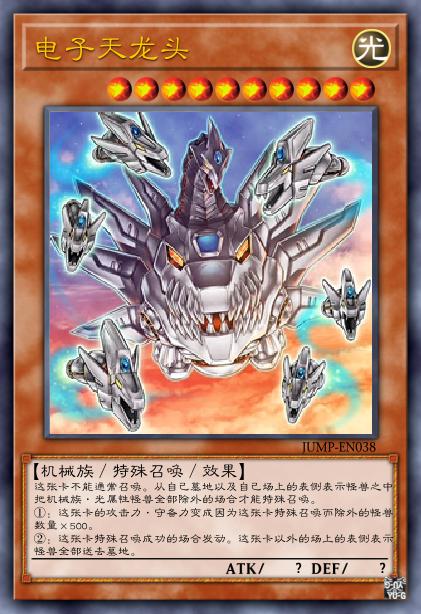 电子天龙头
光
JUMP-EN038
【机械族／特殊召唤／效果】
这张卡不能通常召唤。从自己墓地以及自己场上的表侧表示怪兽之中
把机械族·光属性怪兽全部除外的场合才能特殊召唤。
①：这张卡的攻击力·守备力变成因为这张卡特殊召唤而除外的怪兽
数量×500。
②：这张卡特殊召唤成功的场合发动。这张卡以外的场上的表侧表示
怪兽全部送去墓地。
ATK/ ? DEF/ ?